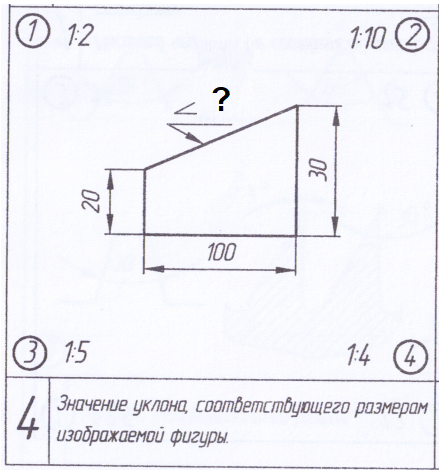 1 1:2 1:10 2
∠ ?
20
30
100
3 1:5 1:4 4
4
Значение уклона, соответствующего размерам
изображаемой фигуры.